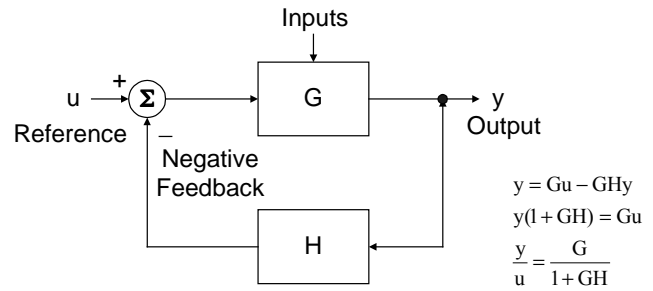 Inputs
u
+
Σ
G
y
Reference
Output
−
Negative
Feedback
H
y = Gu − GHy
y(1 + GH) = Gu
y/u = G/(1 + GH)